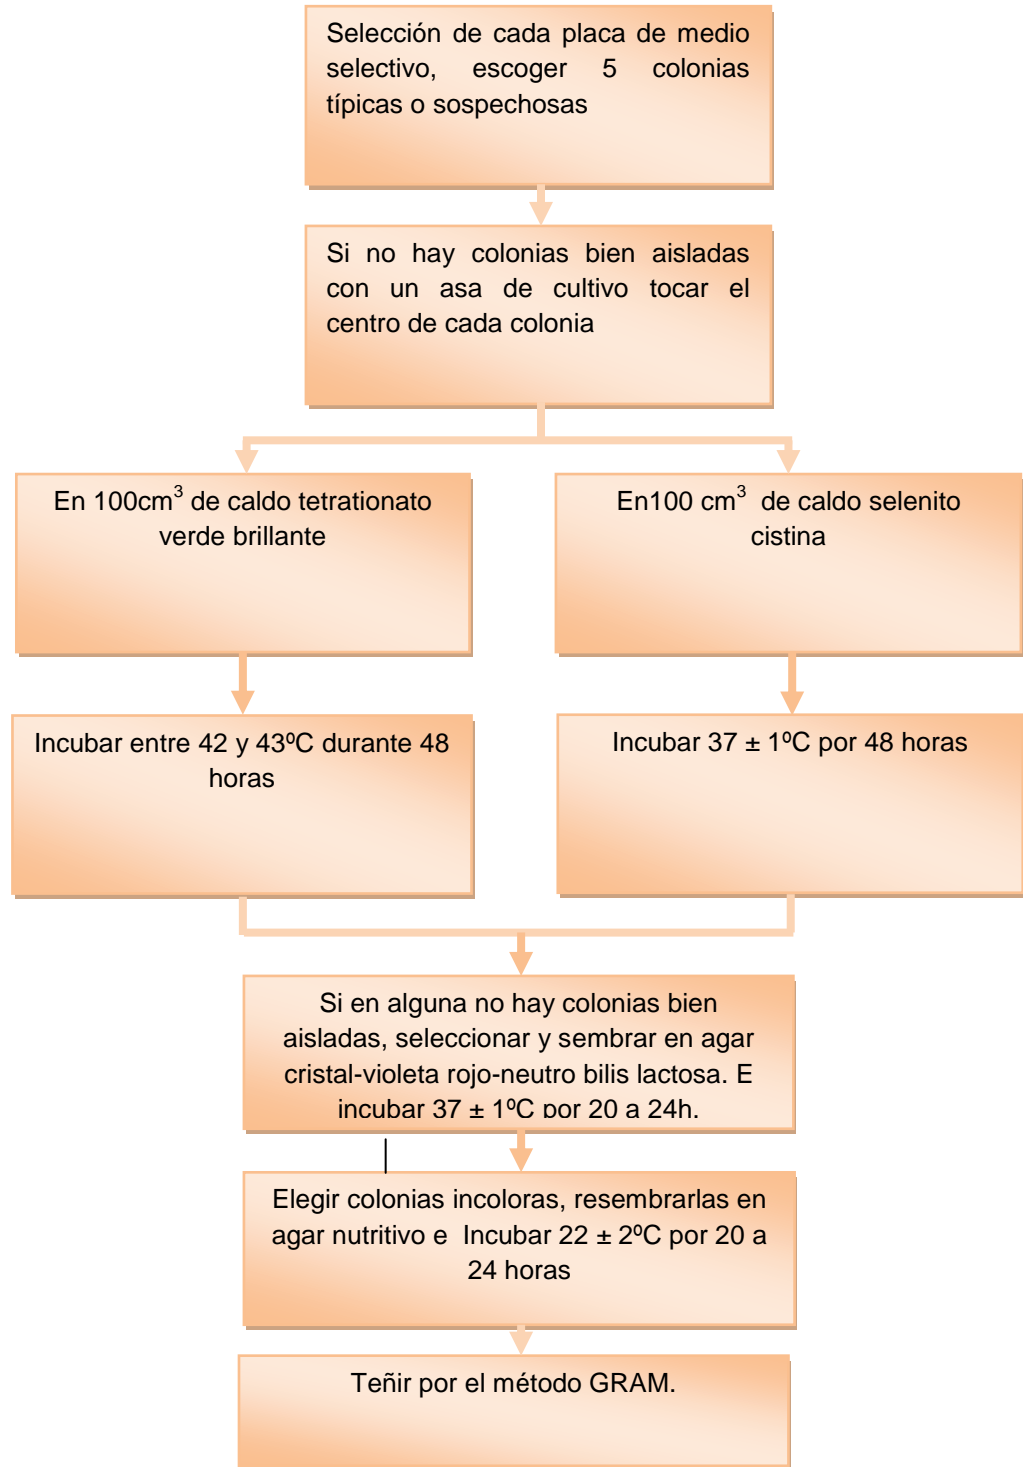 Selección de cada placa de medio
selectivo, escoger 5 colonias
típicas o sospechosas
Si no hay colonias bien aisladas
con un asa de cultivo tocar el
centro de cada colonia
En 100cm³ de caldo tetrationato
verde brillante
En100 cm³ de caldo selenito
cistina
Incubar entre 42 y 43ºC durante 48
horas
Incubar 37 ± 1ºC por 48 horas
Si en alguna no hay colonias bien
aisladas, seleccionar y sembrar en agar
cristal-violeta rojo-neutro bilis lactosa. E
incubar 37 ± 1ºC por 20 a 24h.
Elegir colonias incoloras, resembrarlas en
agar nutritivo e Incubar 22 ± 2ºC por 20 a
24 horas
Teñir por el método GRAM.